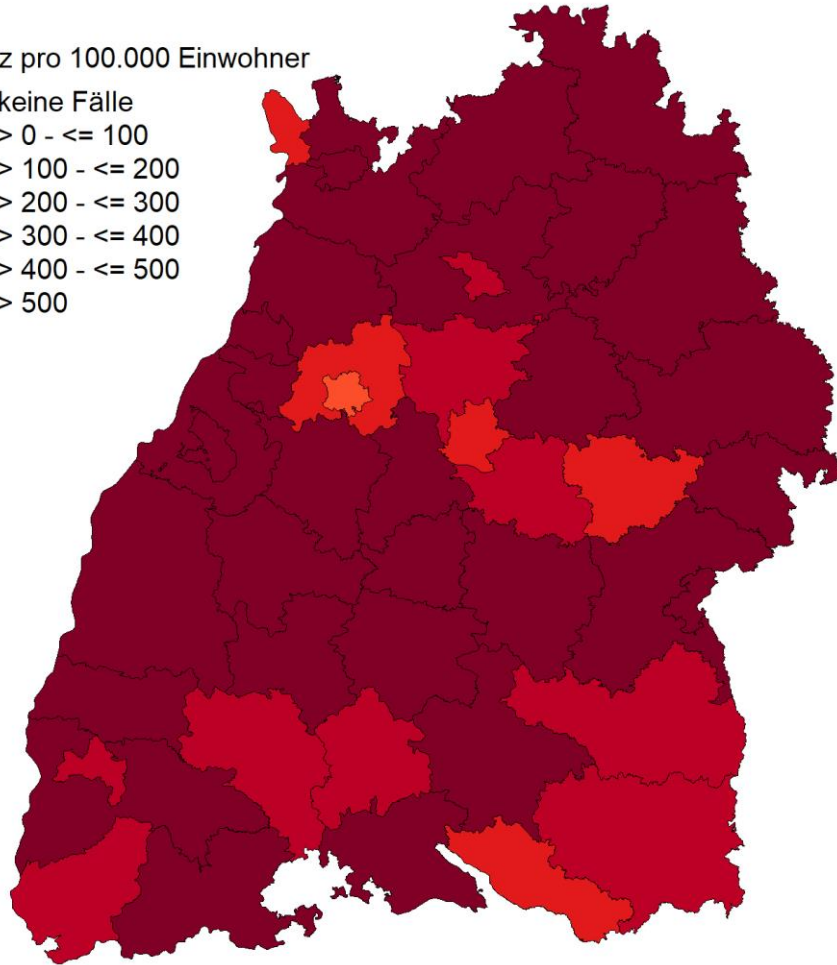 z pro 100.000 Einwohner
keine Fälle
> 0 - <= 100
> 100 - <= 200
> 200 - <= 300
> 300 - <= 400
> 400 - <= 500
> 500